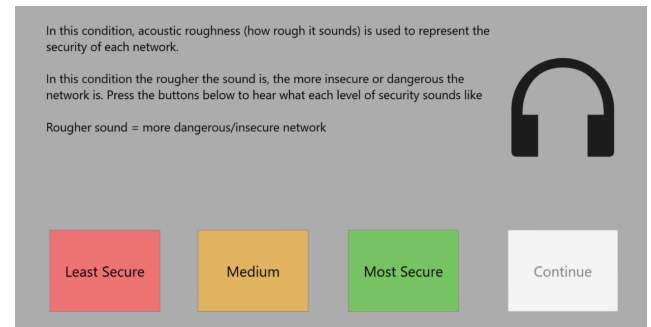 In this condition, acoustic roughness (how rough it sounds) is used to represent the
security of each network.
In this condition the rougher the sound is, the more insecure or dangerous the
network is. Press the buttons below to hear what each level of security sounds like
Rougher sound = more dangerous/insecure network
Least Secure
Medium
Most Secure
Continue